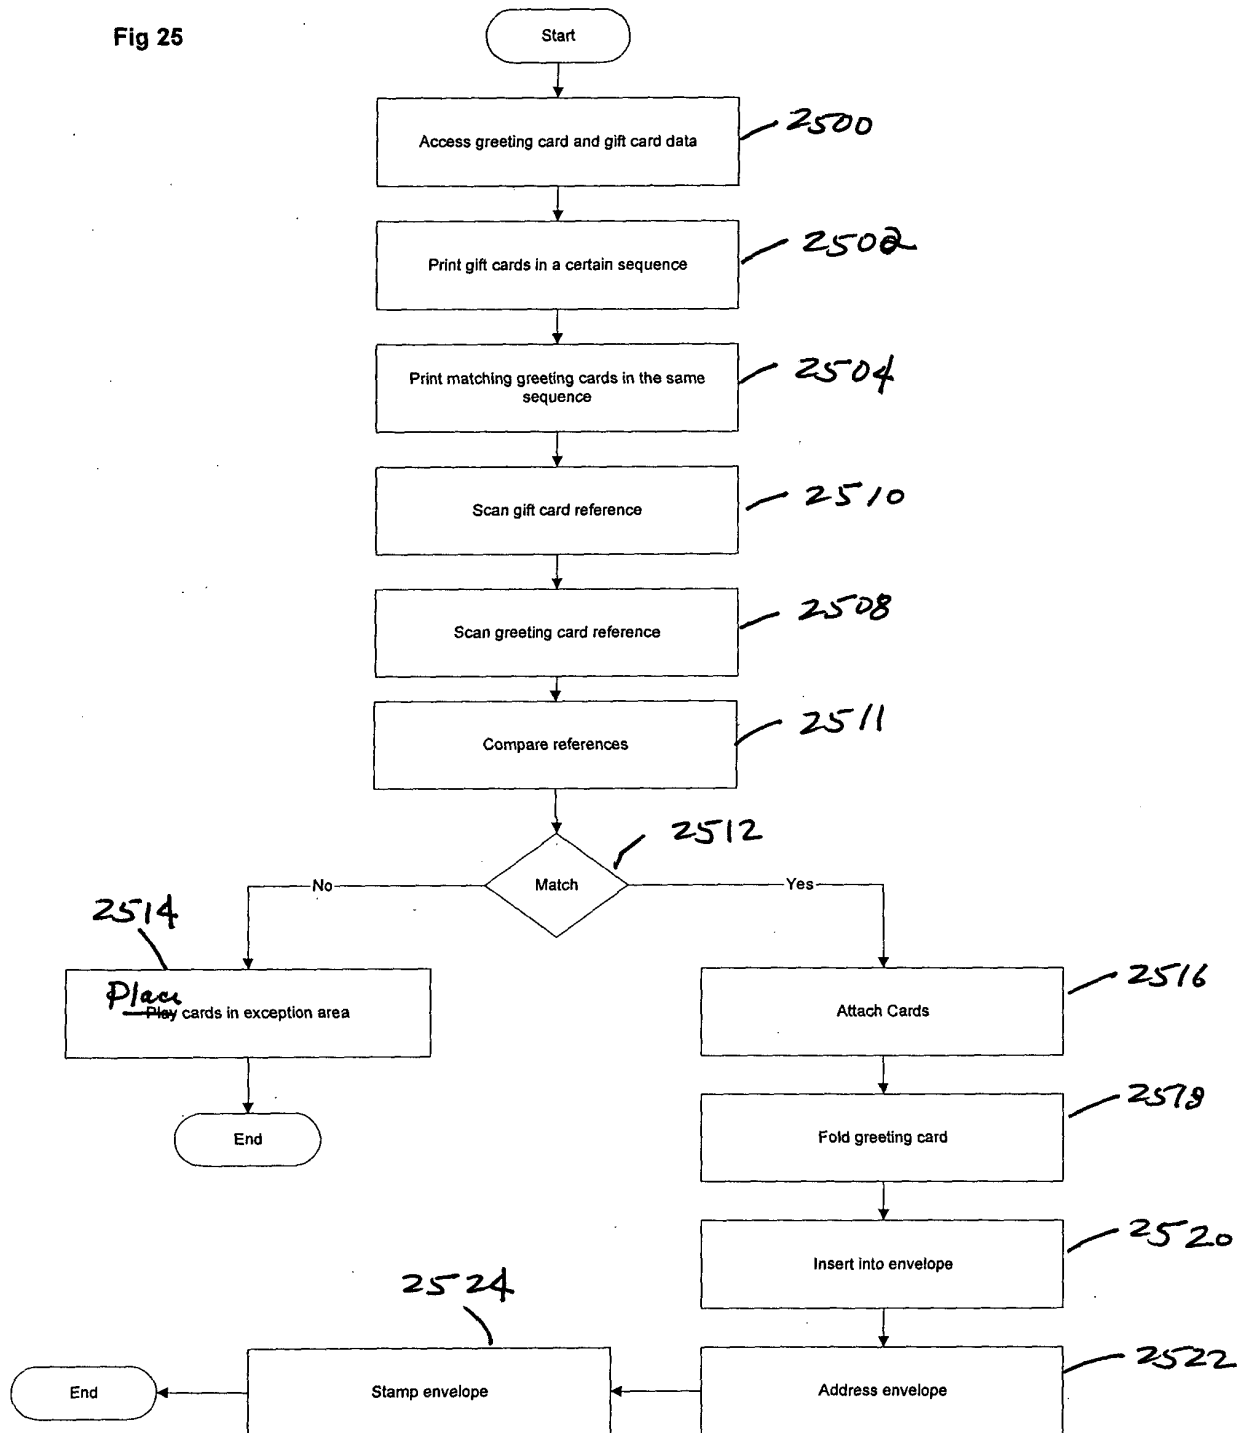 Fig 25
Start
Access greeting card and gift card data
2500
Print gift cards in a certain sequence
2502
Print matching greeting cards in the same
sequence
2504
Scan gift card reference
2510
Scan greeting card reference
2508
Compare references
2511
2512
Match
No
Yes
2514
Place
Play cards in exception area
End
2516
Attach Cards
2518
Fold greeting card
2520
Insert into envelope
2524
2522
End
Stamp envelope
Address envelope